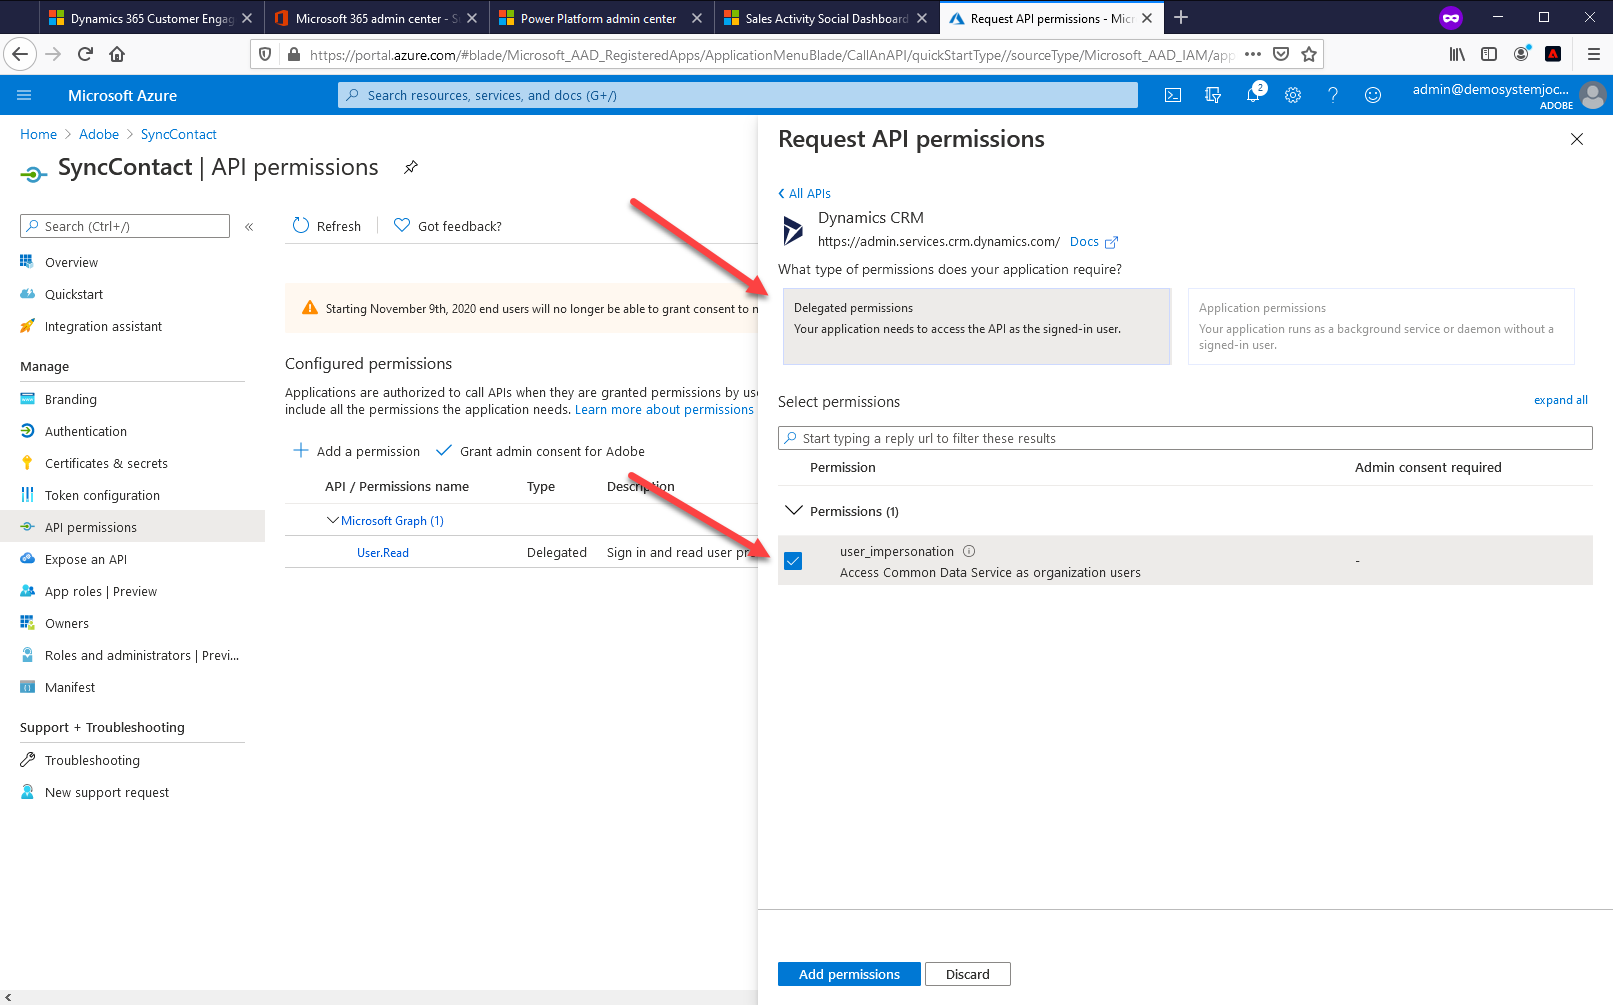 Dynamics 365 Customer Engag
Microsoft 365 admin center - S
Power Platform admin center
Sales Activity Social Dashboard
Request API permissions - Micr
https://portal.azure.com/#blade/Microsoft_AAD_RegisteredApps/ApplicationMenuBlade/CallAnAPI/quickStartType//sourceType/Microsoft_AAD_IAM/app
Microsoft Azure
Search resources, services, and docs (G+/)
2
admin@demosystemjoc...
ADOBE
Home > Adobe > SyncContact
SyncContact | API permissions
Search (Ctrl+/)
«
Overview
Quickstart
Integration assistant
Manage
Branding
Authentication
Certificates & secrets
Token configuration
API permissions
Expose an API
App roles | Preview
Owners
Roles and administrators | Previ...
Manifest
Support + Troubleshooting
Troubleshooting
New support request
Refresh
Got feedback?
Starting November 9th, 2020 end users will no longer be able to grant consent to n
Configured permissions
Applications are authorized to call APIs when they are granted permissions by use
include all the permissions the application needs. Learn more about permissions
Add a permission
Grant admin consent for Adobe
API / Permissions name Type Description
Microsoft Graph (1)
User.Read Delegated Sign in and read user pr
Request API permissions
All APIs
Dynamics CRM
https://admin.services.crm.dynamics.com/ Docs
What type of permissions does your application require?
Delegated permissions
Your application needs to access the API as the signed-in user.
Application permissions
Your application runs as a background service or daemon without a
signed-in user.
Select permissions
expand all
Start typing a reply url to filter these results
Permission Admin consent required
Permissions (1)
user_impersonation
Access Common Data Service as organization users
-
Add permissions
Discard